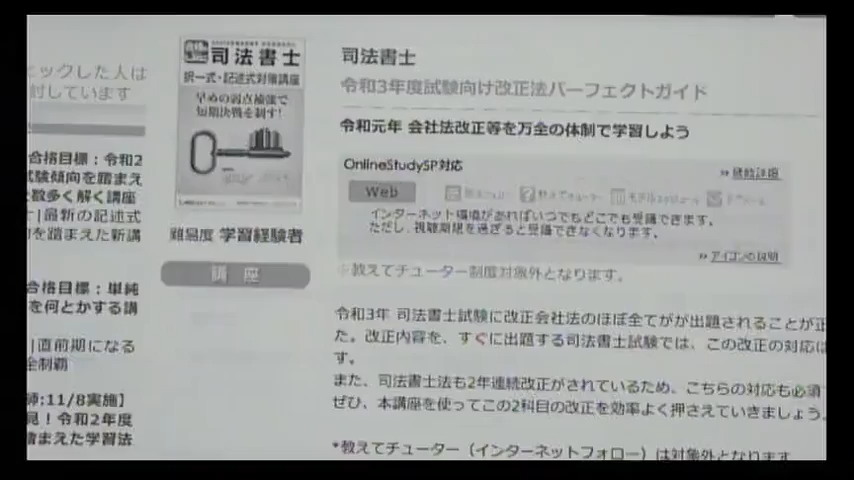 ェックした人は
討しています
合格目標：令和2
試験傾向を踏まえ
数多く解く講座
|最新の記述式
を踏まえた新講
合格目標：単純
を何とかする講
|直前期になる
全制覇
師:11/8実施】
見！令和2年度
踏まえた学習法
司法書士
択一式・記述式対策講座
早めの弱点補強で
短期決戦を制す！
難易度 学習経験者
講座
司法書士
令和3年度試験向け改正法パーフェクトガイド
令和元年 会社法改正等を万全の体制で学習しよう
OnlineStudySP対応
Web
教えてチューター
インターネット環境があればいつでもどこでも受講できます。
ただし、視聴期限を過ぎると受講できなくなります。
アイコンの説明
※教えてチューター制度対象外となります。
令和3年 司法書士試験に改正会社法のほぼ全てがが出題されることが正
た。改正内容を、すぐに出題する司法書士試験では、この改正の対応は
す。
また、司法書士法も2年連続改正がされているため、こちらの対応も必須
ぜひ、本講座を使ってこの2科目の改正を効率よく押さえていきましょう。
*教えてチューター（インターネットフォロー）は対象外となります